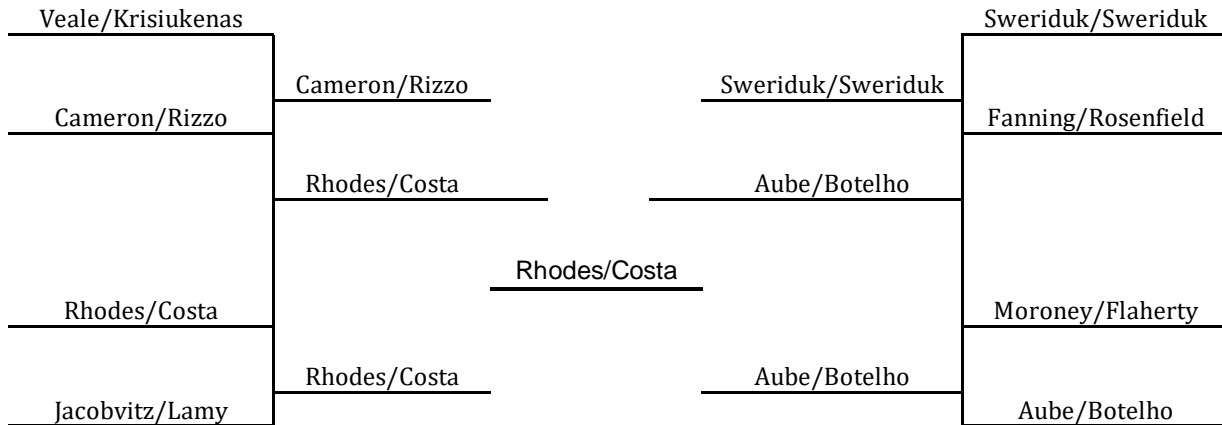 Veale/Krisiukenas
Sweriduk/Sweriduk
Cameron/Rizzo
Sweriduk/Sweriduk
Cameron/Rizzo
Fanning/Rosenfield
Rhodes/Costa
Aube/Botelho
Rhodes/Costa
Rhodes/Costa
Moroney/Flaherty
Rhodes/Costa
Aube/Botelho
Jacobvitz/Lamy
Aube/Botelho